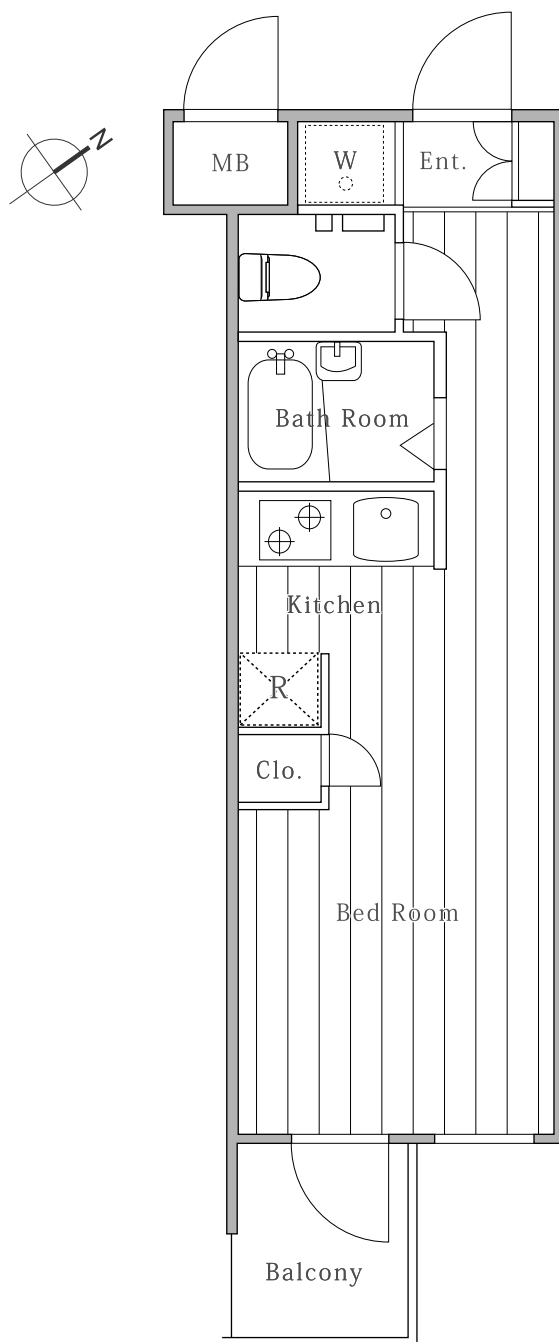 N
MB
W
Ent.
Bath Room
Kitchen
R
Clo.
Bed Room
Balcony